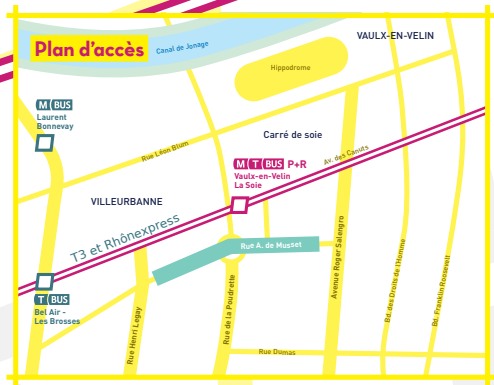 Plan d'accès
Canal de Jonage
VAULX-EN-VELIN
Hippodrome
M BUS
Laurent
Bonnevay
Rue Léon Blum
Carré de soie
M T BUS P+R
Vaulx-en-Velin
La Soie
Av. des Canuts
VILLEURBANNE
T3 et Rhônexpress
Rue A. de Musset
T BUS
Bel Air -
Les Brosses
Rue Henri Legay
Rue de la Poudrette
Avenue Roger Salengro
Bd. des Droits de l'Homme
Bd. Franklin Roosevelt
Rue Dumas